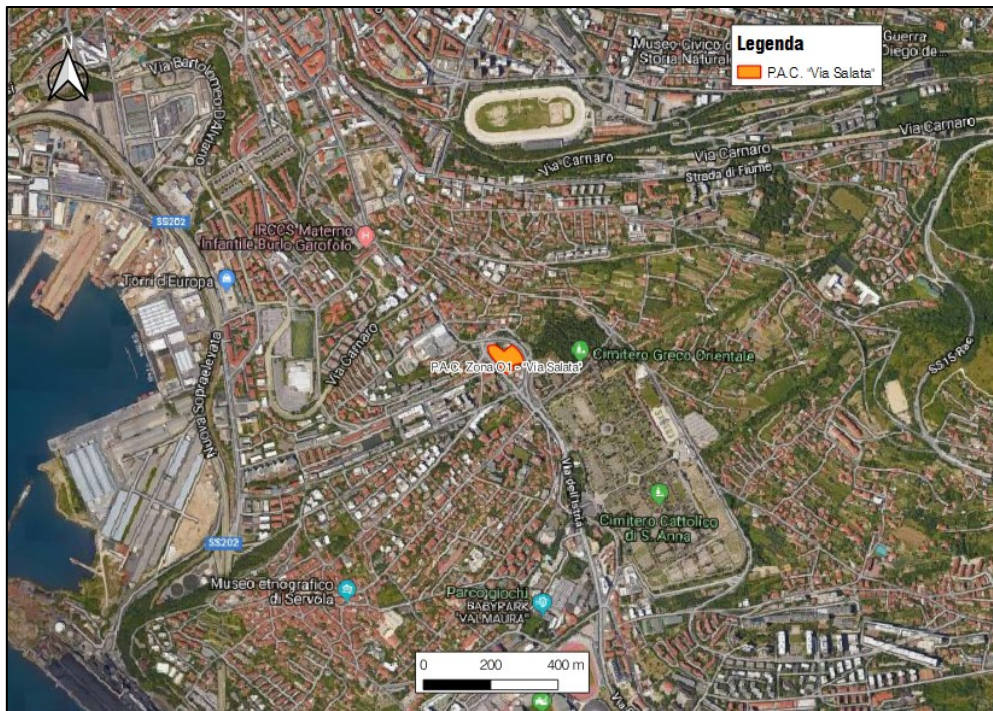 Legenda
P.A.C. "Via Salata"
Museo Civico d
Storia Natural
Guerra
Diego de...
Via Bartolomeo D'Alviano
Via Carnaro
Via Carnaro
Via Carnaro
Strada di Fiume
SS202
IRCCS Materno
Infantile Burlo Garofolo
Torri d'Europa
Via Carnaro
Nuova Sopraelevata
P.A.C. Zona O1 - "Via Salata"
Cimitero Greco Orientale
SS15 Rac
Via dell'Istria
Cimitero Cattolico
di S. Anna
SS202
Museo etnografico
di Servola
Parco giochi
BABYPARK
"VALMAURA"
0 200 400 m